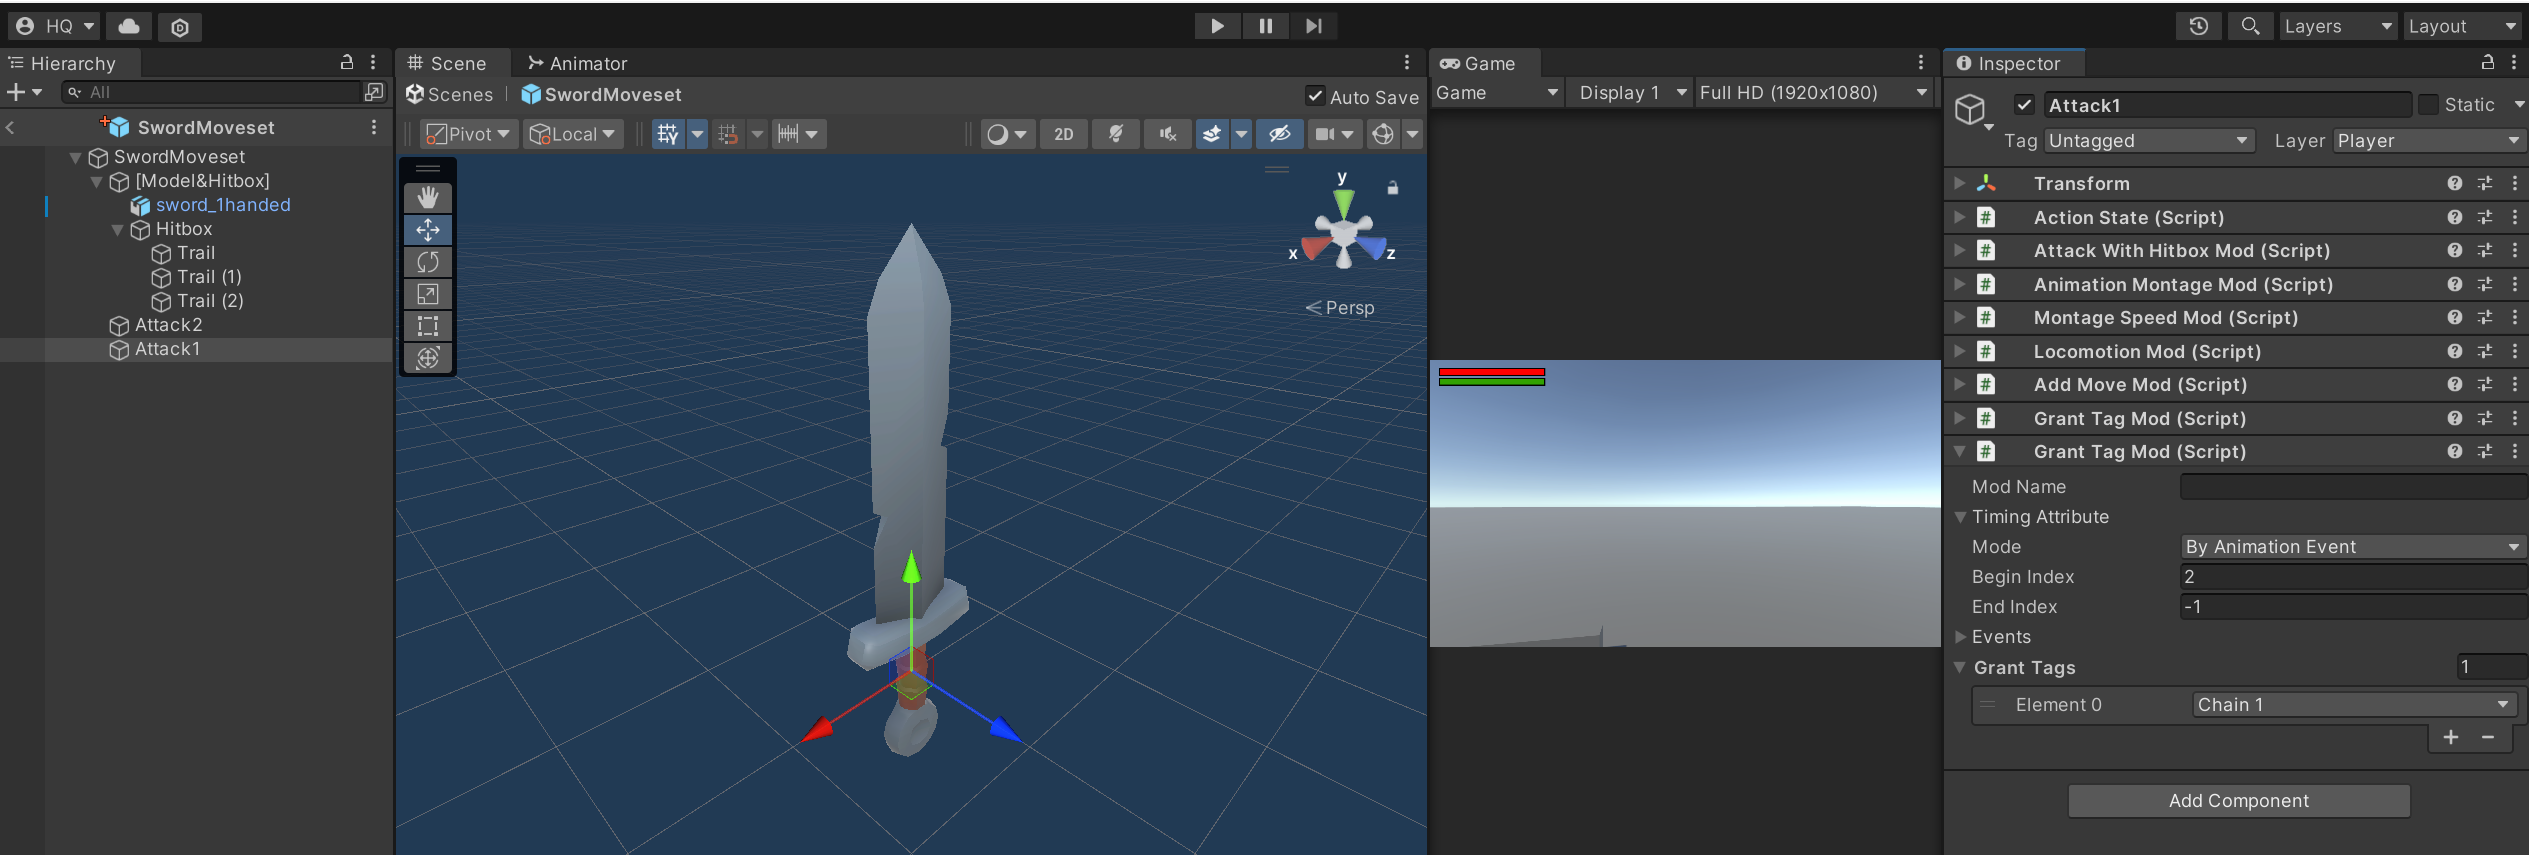 HQ
Layers
Layout
Hierarchy
All
SwordMoveset
SwordMoveset
[Model&Hitbox]
sword_1handed
Hitbox
Trail
Trail (1)
Trail (2)
Attack2
Attack1
Scene
Animator
Scenes
SwordMoveset
Auto Save
Pivot
Local
2D
y
x
z
Persp
Game
Game
Display 1
Full HD (1920x1080)
Inspector
Attack1
Static
Tag
Untagged
Layer
Player
Transform
Action State (Script)
Attack With Hitbox Mod (Script)
Animation Montage Mod (Script)
Montage Speed Mod (Script)
Locomotion Mod (Script)
Add Move Mod (Script)
Grant Tag Mod (Script)
Grant Tag Mod (Script)
Mod Name
Timing Attribute
Mode
By Animation Event
Begin Index
2
End Index
-1
Events
Grant Tags
1
Element 0
Chain 1
Add Component